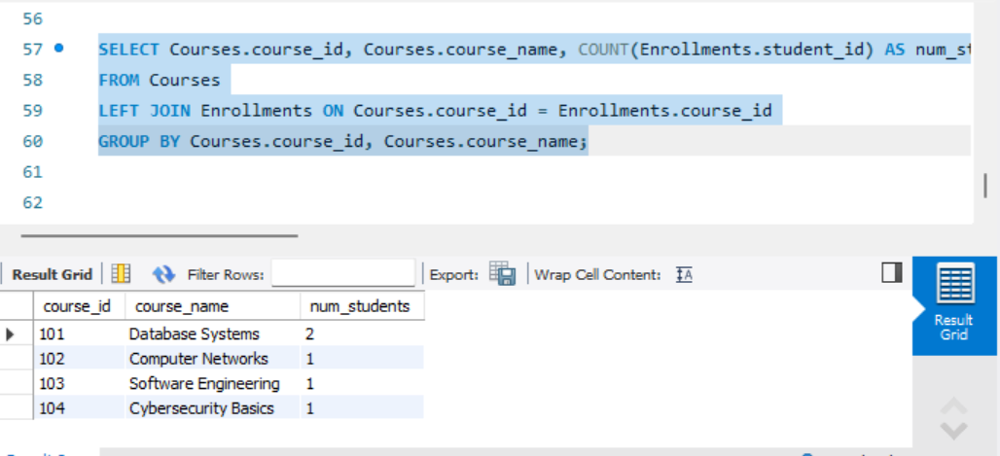 56
57 SELECT Courses.course_id, Courses.course_name, COUNT(Enrollments.student_id) AS
58 FROM Courses
59 LEFT JOIN Enrollments ON Courses.course_id = Enrollments.course_id
60 GROUP BY Courses.course_id, Courses.course_name;
61
62
Result Grid Filter Rows: Export: Wrap Cell Content: IA
course_id course_name num_students
101 Database Systems 2
102 Computer Networks 1
103 Software Engineering 1
104 Cybersecurity Basics 1
Result
Grid